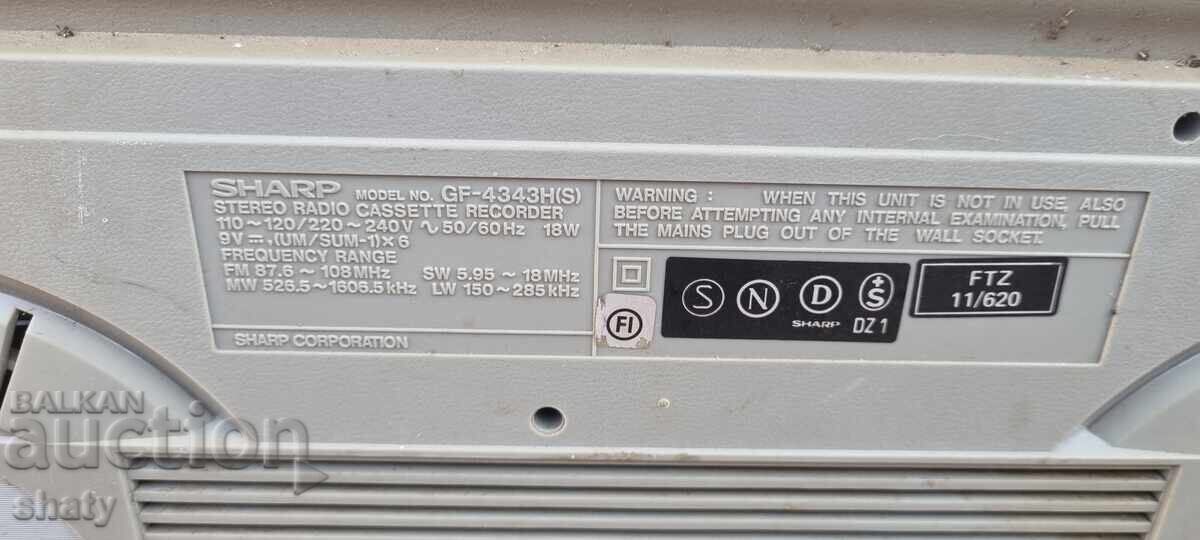 SHARP MODEL NO. GF-4343H(S)
STEREO RADIO CASSETTE RECORDER
110~120/220~240V ∿ 50/60Hz 18W
9V ⎓ (UM/SUM-1)×6
FREQUENCY RANGE
FM 87.6 ~ 108MHz SW 5.95 ~ 18MHz
MW 526.5~1606.5kHz LW 150~285kHz
SHARP CORPORATION
WARNING : WHEN THIS UNIT IS NOT IN USE, ALSO
BEFORE ATTEMPTING ANY INTERNAL EXAMINATION, PULL
THE MAINS PLUG OUT OF THE WALL SOCKET.
FI
S N D +S
SHARP DZ1
FTZ
11/620
BALKAN
auction
shaty